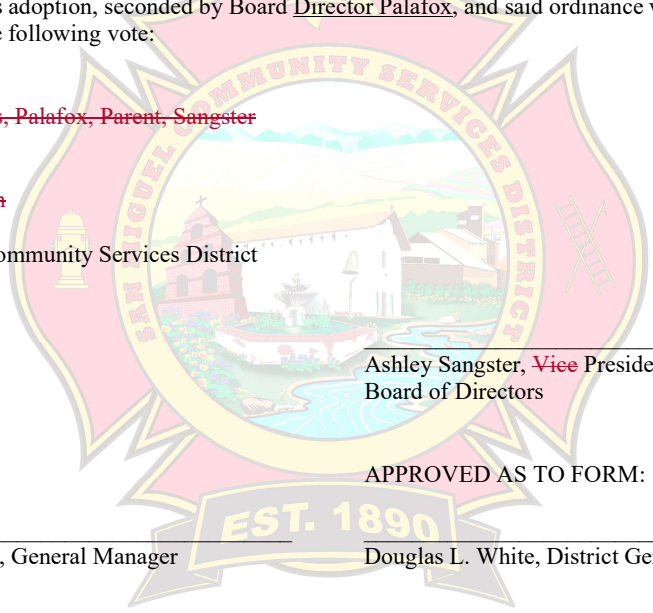 s adoption, seconded by Board Director Palafox, and said ordinance w
e following vote:
s, Palafox, Parent, Sangster
n
ommunity Services District
SAN MIGUEL COMMUNITY SERVICES DISTRICT
Ashley Sangster, Vice Preside
Board of Directors
APPROVED AS TO FORM:
EST. 1890
, General Manager
Douglas L. White, District Ge